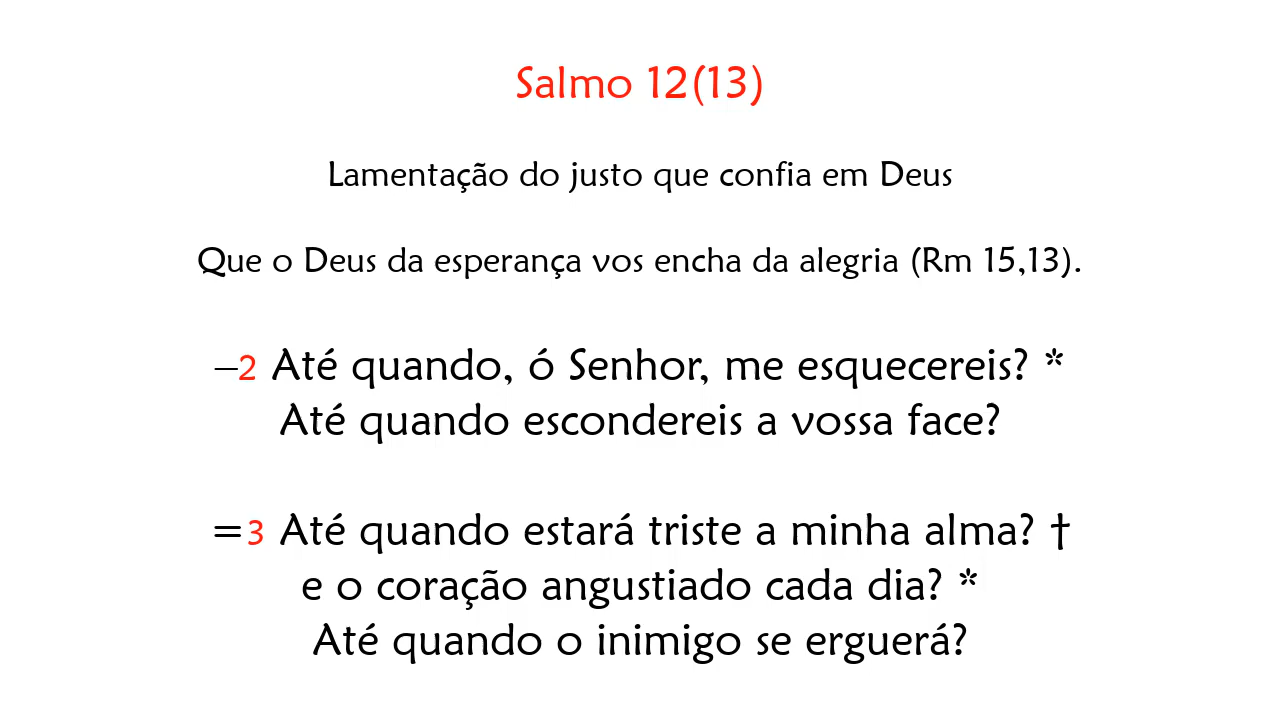 Salmo 12(13)
Lamentação do justo que confia em Deus
Que o Deus da esperança vos encha da alegria (Rm 15,13).
–2 Até quando, ó Senhor, me esquecereis? *
Até quando escondereis a vossa face?
=3 Até quando estará triste a minha alma? †
e o coração angustiado cada dia? *
Até quando o inimigo se erguerá?